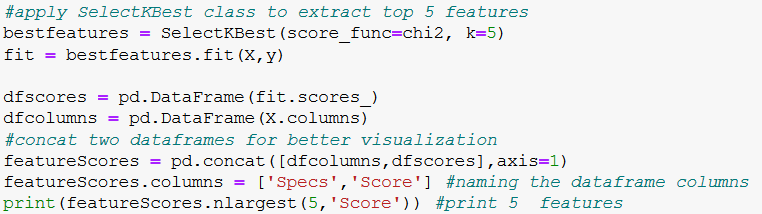 #apply SelectKBest class to extract top 5 features
bestfeatures = SelectKBest(score_func=chi2, k=5)
fit = bestfeatures.fit(X,y)
dfscores = pd.DataFrame(fit.scores_)
dfcolumns = pd.DataFrame(X.columns)
#concat two dataframes for better visualization
featureScores = pd.concat([dfcolumns,dfscores],axis=1)
featureScores.columns = ['Specs','Score'] #naming the dataframe columns
print(featureScores.nlargest(5,'Score')) #print 5  features